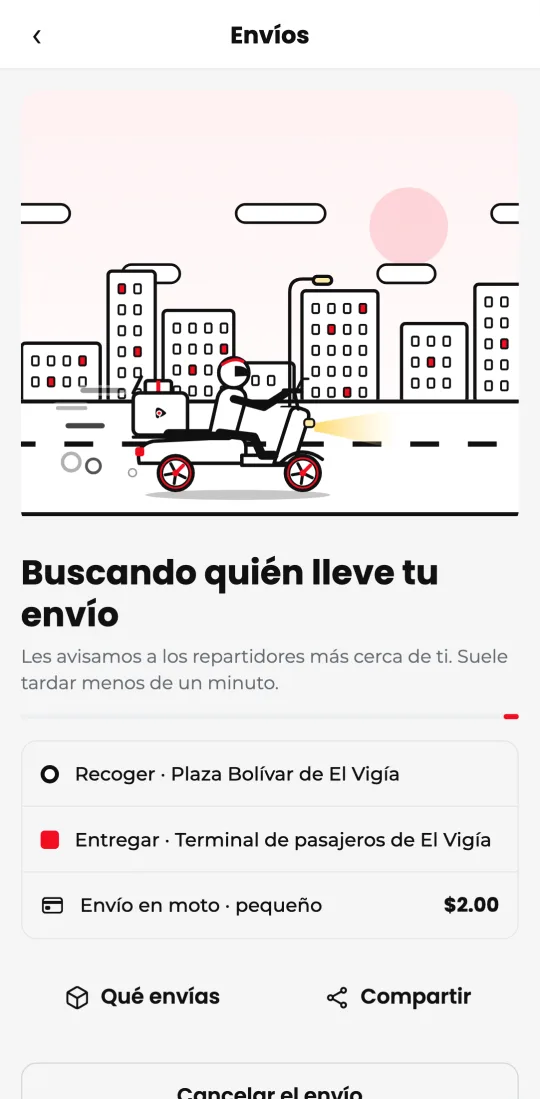 Envíos
Buscando quién lleve tu
envío
Les avisamos a los repartidores más cerca de ti. Suele
tardar menos de un minuto.
Recoger · Plaza Bolívar de El Vigía
Entregar · Terminal de pasajeros de El Vigía
Envío en moto · pequeño $2.00
Qué envías Compartir
Cancelar el envío